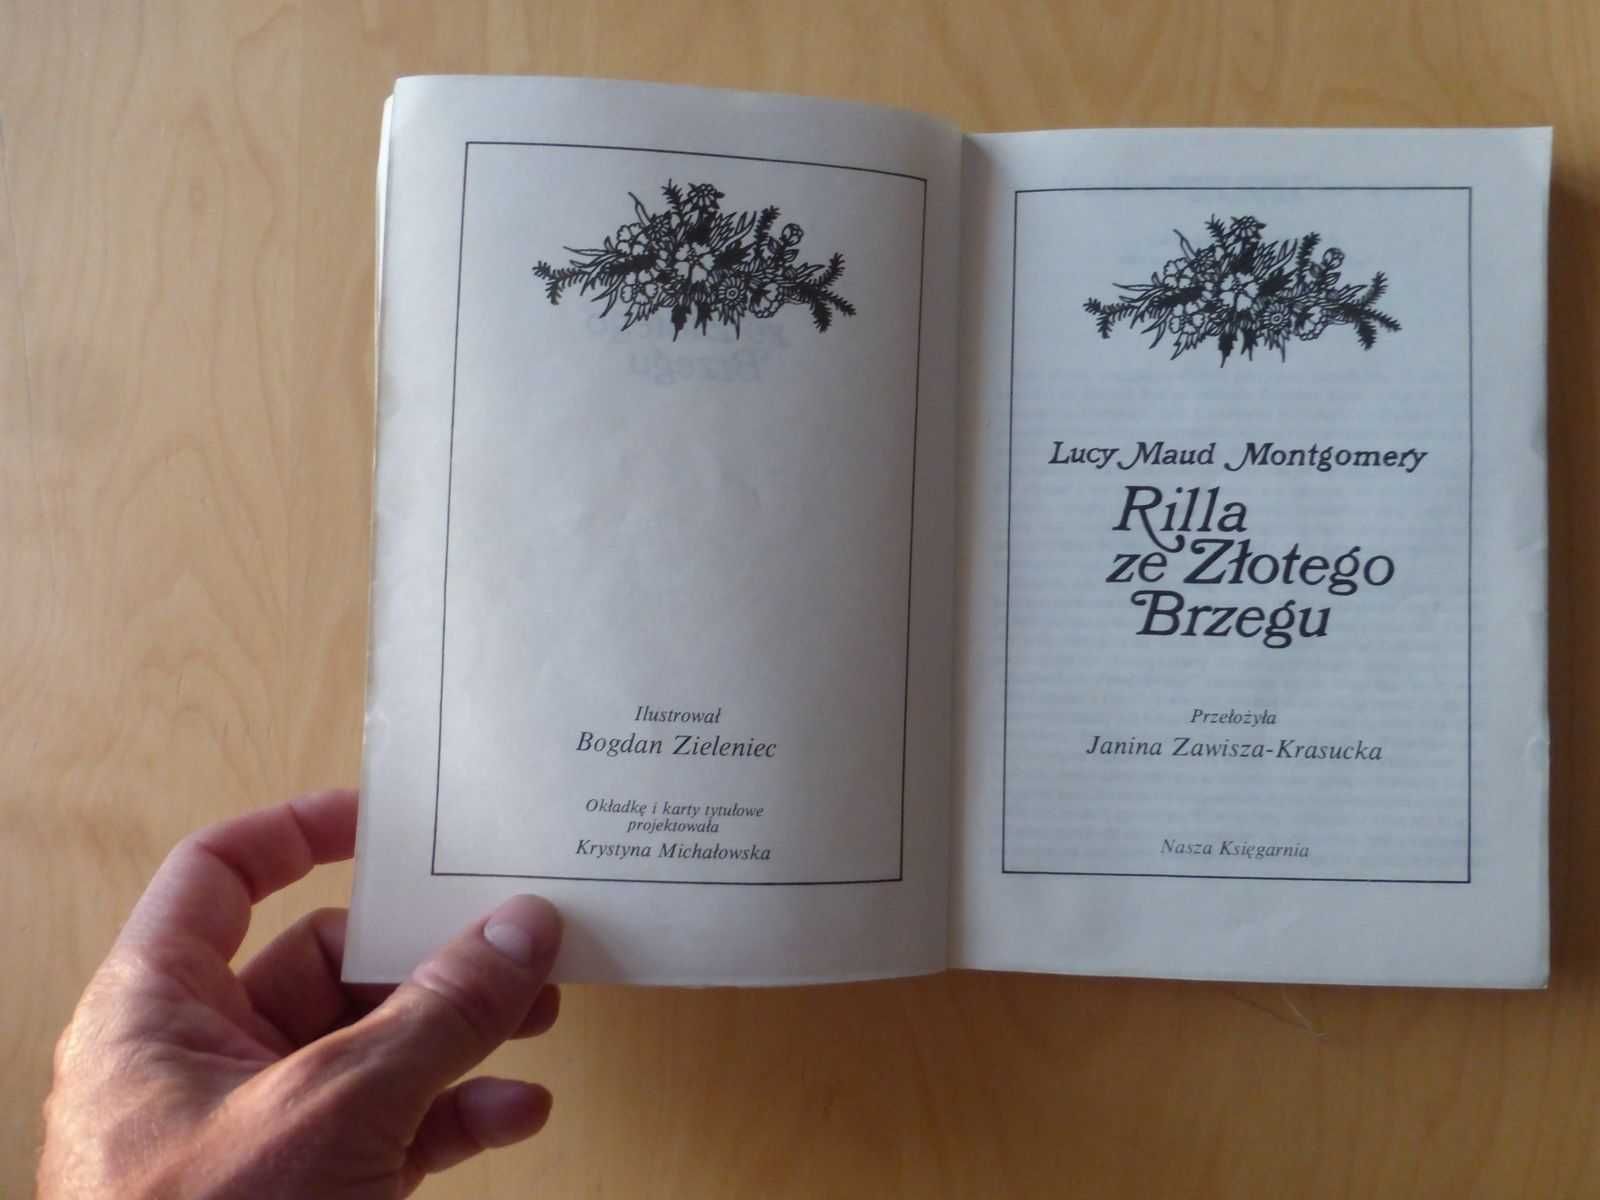 Ilustrował
Bogdan Zieleniec
Okładkę i karty tytułowe
projektowała
Krystyna Michałowska
Lucy Maud Montgomery
Rilla
ze Złotego
Brzegu
Przełożyła
Janina Zawisza-Krasucka
Nasza Księgarnia